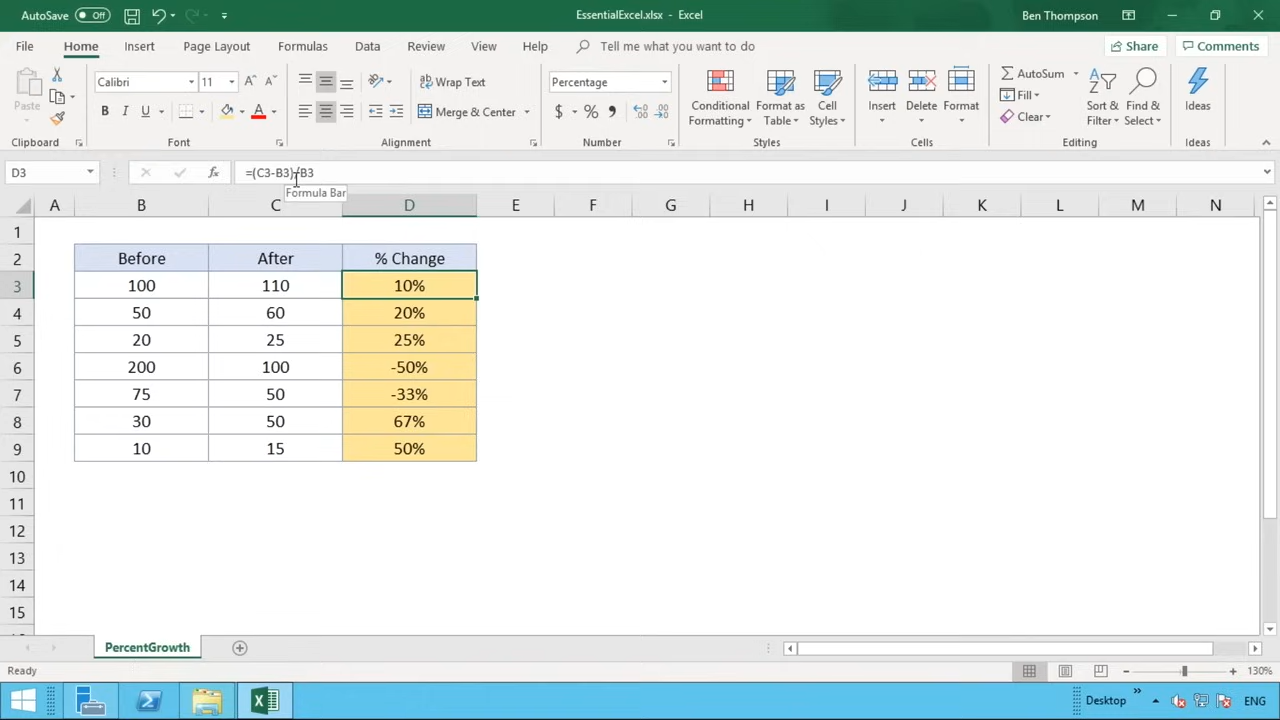 AutoSave Off EssentialExcel.xlsx - Excel Ben Thompson
File Home Insert Page Layout Formulas Data Review View Help Tell me what you want to do Share Comments
Paste
Calibri 11 A A
B I U A
Wrap Text
Merge & Center
Percentage
$ % ,
Conditional Formatting
Format as Table
Cell Styles
Insert
Delete
Format
AutoSum
Fill
Clear
Sort & Filter
Find & Select
Ideas
Clipboard Font Alignment Number Styles Cells Editing Ideas
D3 fx =(C3-B3)/B3
Formula Bar
A B C D E F G H I J K L M N
1
2 Before After % Change
3 100 110 10%
4 50 60 20%
5 20 25 25%
6 200 100 -50%
7 75 50 -33%
8 30 50 67%
9 10 15 50%
10
11
12
13
14
15
PercentGrowth
Ready 130%
Desktop ENG